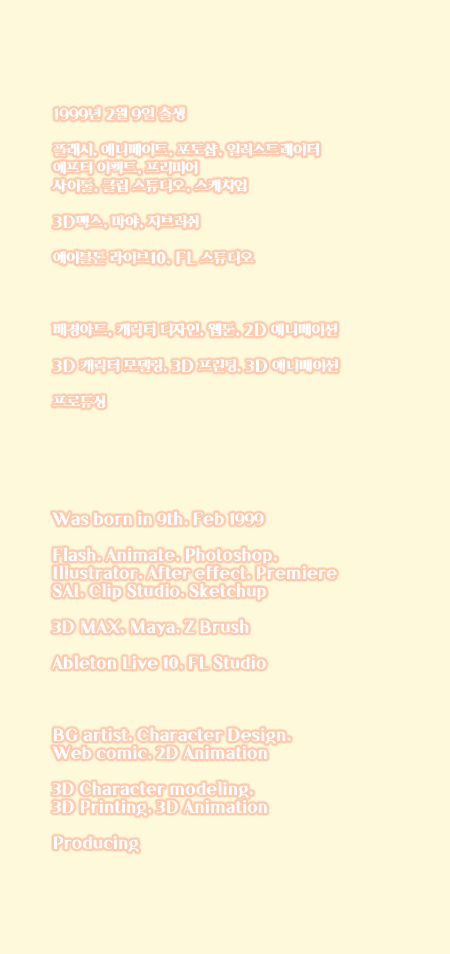 1999년 2월 9일 출생
플래시, 애니메이트, 포토샵, 일러스트레이터
애프터 이펙트, 프리미어
사이툴, 클립 스튜디오, 스케치업
3D맥스, 마야, 지브러쉬
에이블톤 라이브10, FL 스튜디오
배경아트, 캐릭터 디자인, 웹툰, 2D 애니메이션
3D 캐릭터 모델링, 3D 프린팅, 3D 애니메이션
프로듀싱
Was born in 9th. Feb 1999
Flash. Animate. Photoshop.
Illustrator. After effect. Premiere
SAI. Clip Studio. Sketchup
3D MAX. Maya. Z Brush
Ableton Live 10. FL Studio
BG artist. Character Design.
Web comic. 2D Animation
3D Character modeling.
3D Printing. 3D Animation
Producing